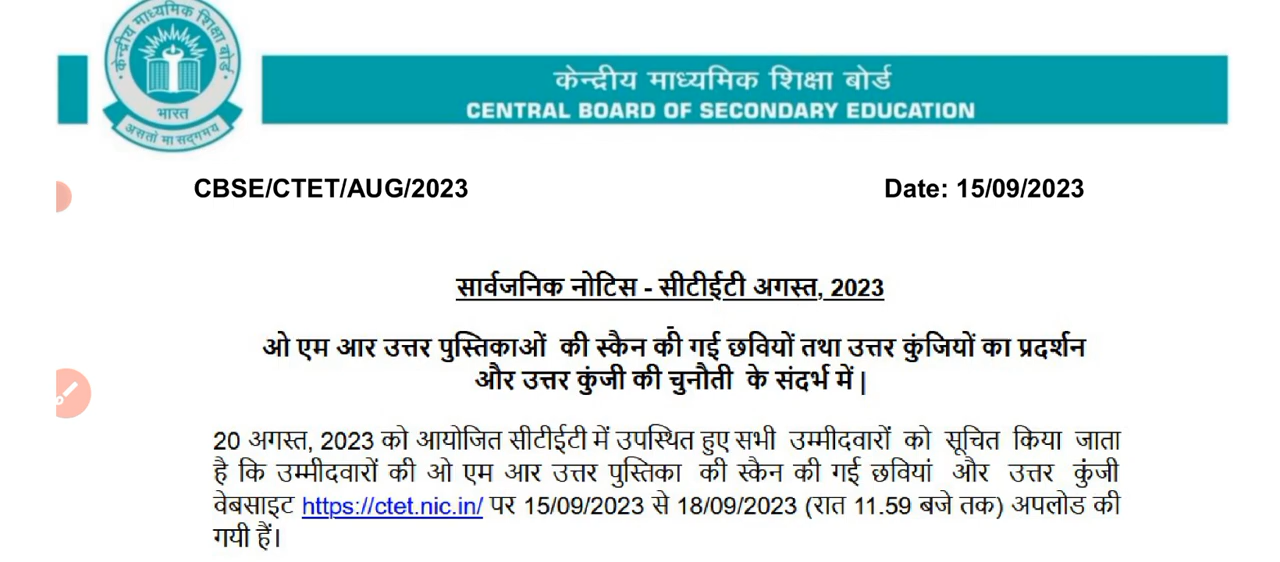 केन्द्रीय माध्यमिक शिक्षा बोर्ड
भारत
असतो मा सद्गमय
केन्द्रीय माध्यमिक शिक्षा बोर्ड
CENTRAL BOARD OF SECONDARY EDUCATION
CBSE/CTET/AUG/2023 Date: 15/09/2023
सार्वजनिक नोटिस - सीटीईटी अगस्त, 2023
ओ एम आर उत्तर पुस्तिकाओं की स्कैन की गई छवियों तथा उत्तर कुंजियों का प्रदर्शन
और उत्तर कुंजी की चुनौती के संदर्भ में |
20 अगस्त, 2023 को आयोजित सीटीईटी में उपस्थित हुए सभी उम्मीदवारों को सूचित किया जाता
है कि उम्मीदवारों की ओ एम आर उत्तर पुस्तिका की स्कैन की गई छवियां और उत्तर कुंजी
वेबसाइट https://ctet.nic.in/ पर 15/09/2023 से 18/09/2023 (रात 11.59 बजे तक) अपलोड की
गयी हैं।